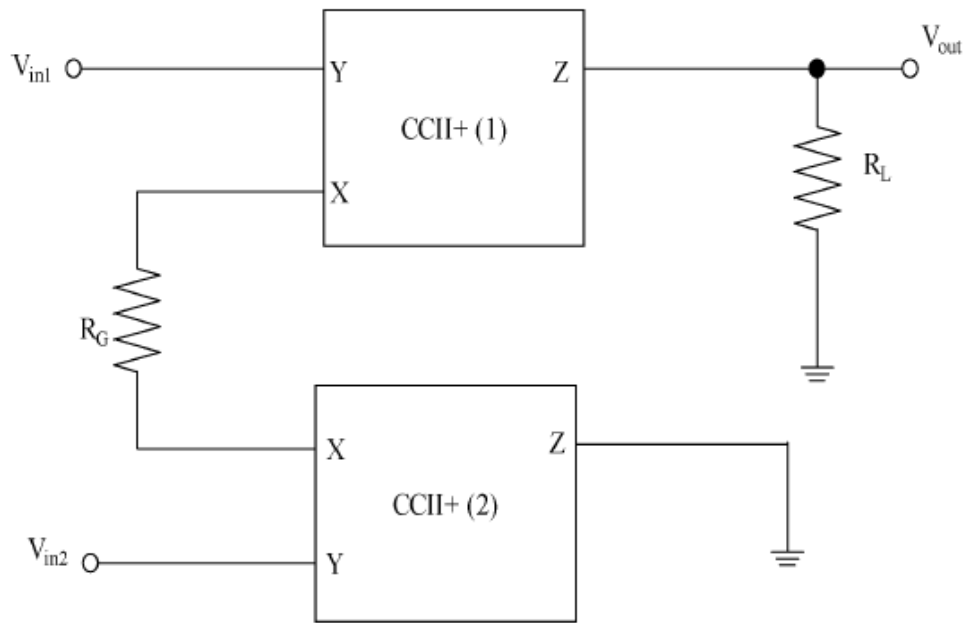 V_in1
Y
Z
V_out
CCII+ (1)
X
R_L
R_G
X
Z
CCII+ (2)
V_in2
Y